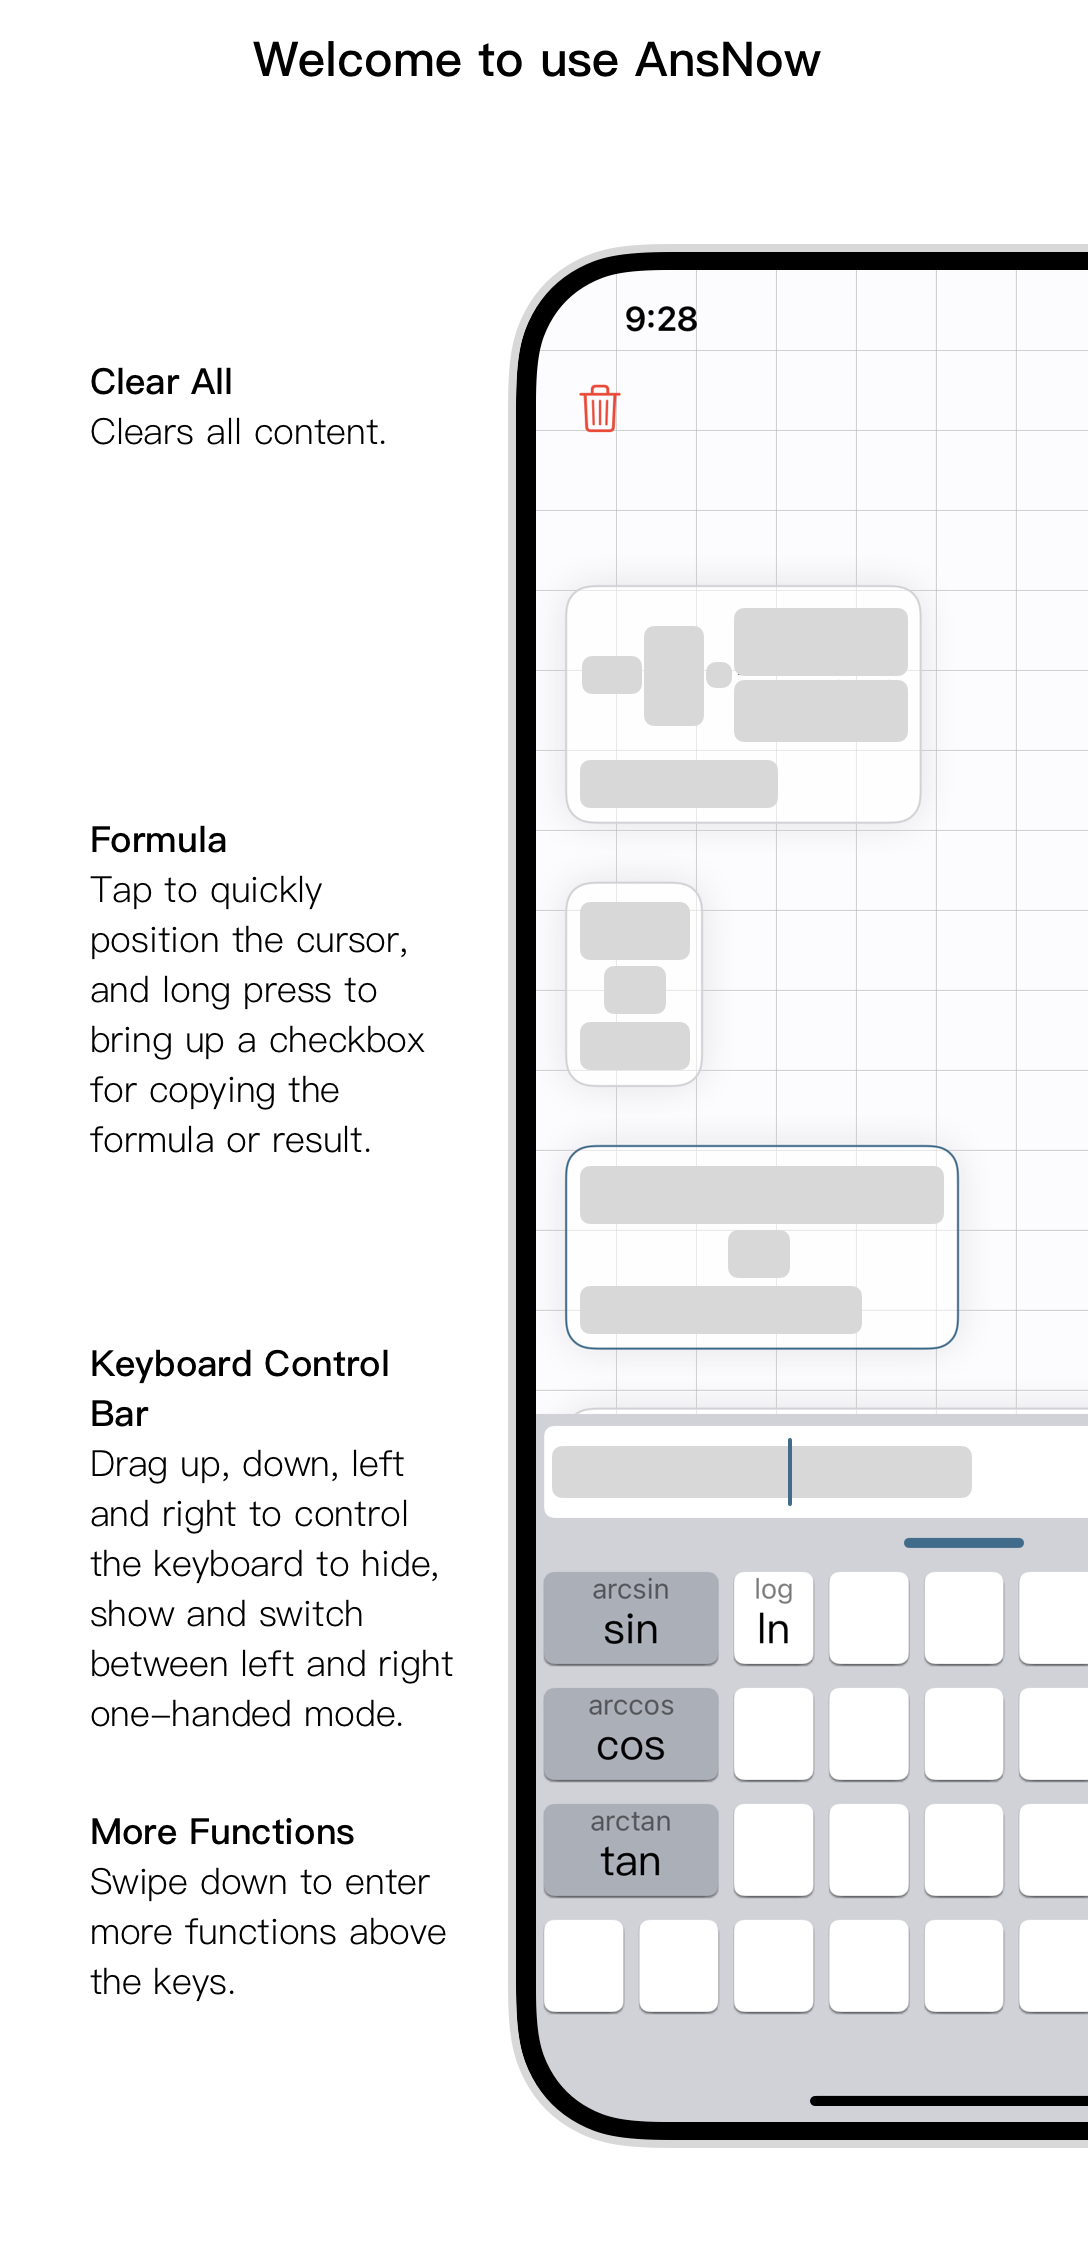 Welcome to use AnsNow
9:28
Clear All
Clears all content.
Formula
Tap to quickly
position the cursor,
and long press to
bring up a checkbox
for copying the
formula or result.
Keyboard Control
Bar
Drag up, down, left
and right to control
the keyboard to hide,
show and switch
between left and right
one–handed mode.
More Functions
Swipe down to enter
more functions above
the keys.
arcsin
sin
log
ln
arccos
cos
arctan
tan